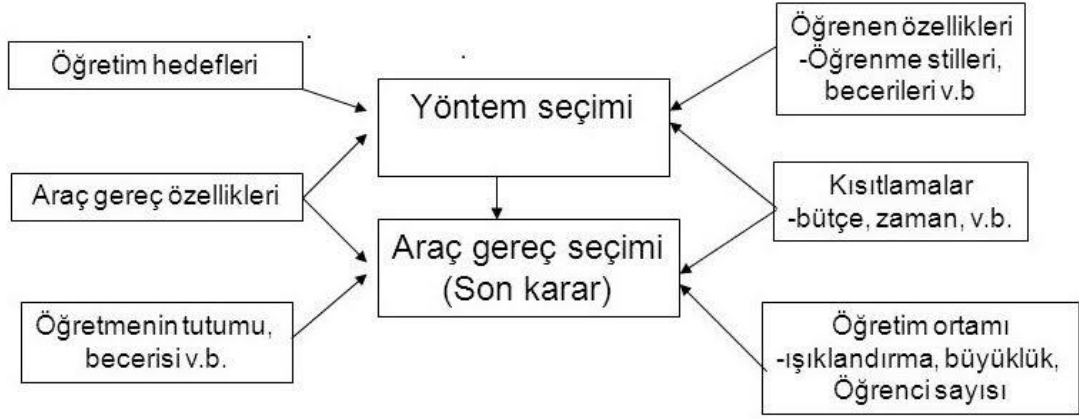 Öğretim hedefleri
Araç gereç özellikleri
Öğretmenin tutumu,
becerisi v.b.
Yöntem seçimi
Araç gereç seçimi
(Son karar)
Öğrenen özellikleri
-Öğrenme stilleri,
becerileri v.b
Kısıtlamalar
-bütçe, zaman, v.b.
Öğretim ortamı
-ışıklandırma, büyüklük,
Öğrenci sayısı